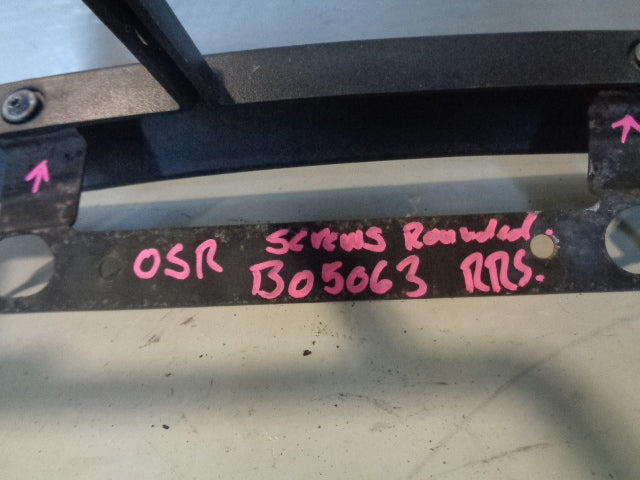 OSR Screws Rounded.
B05063 RRS.